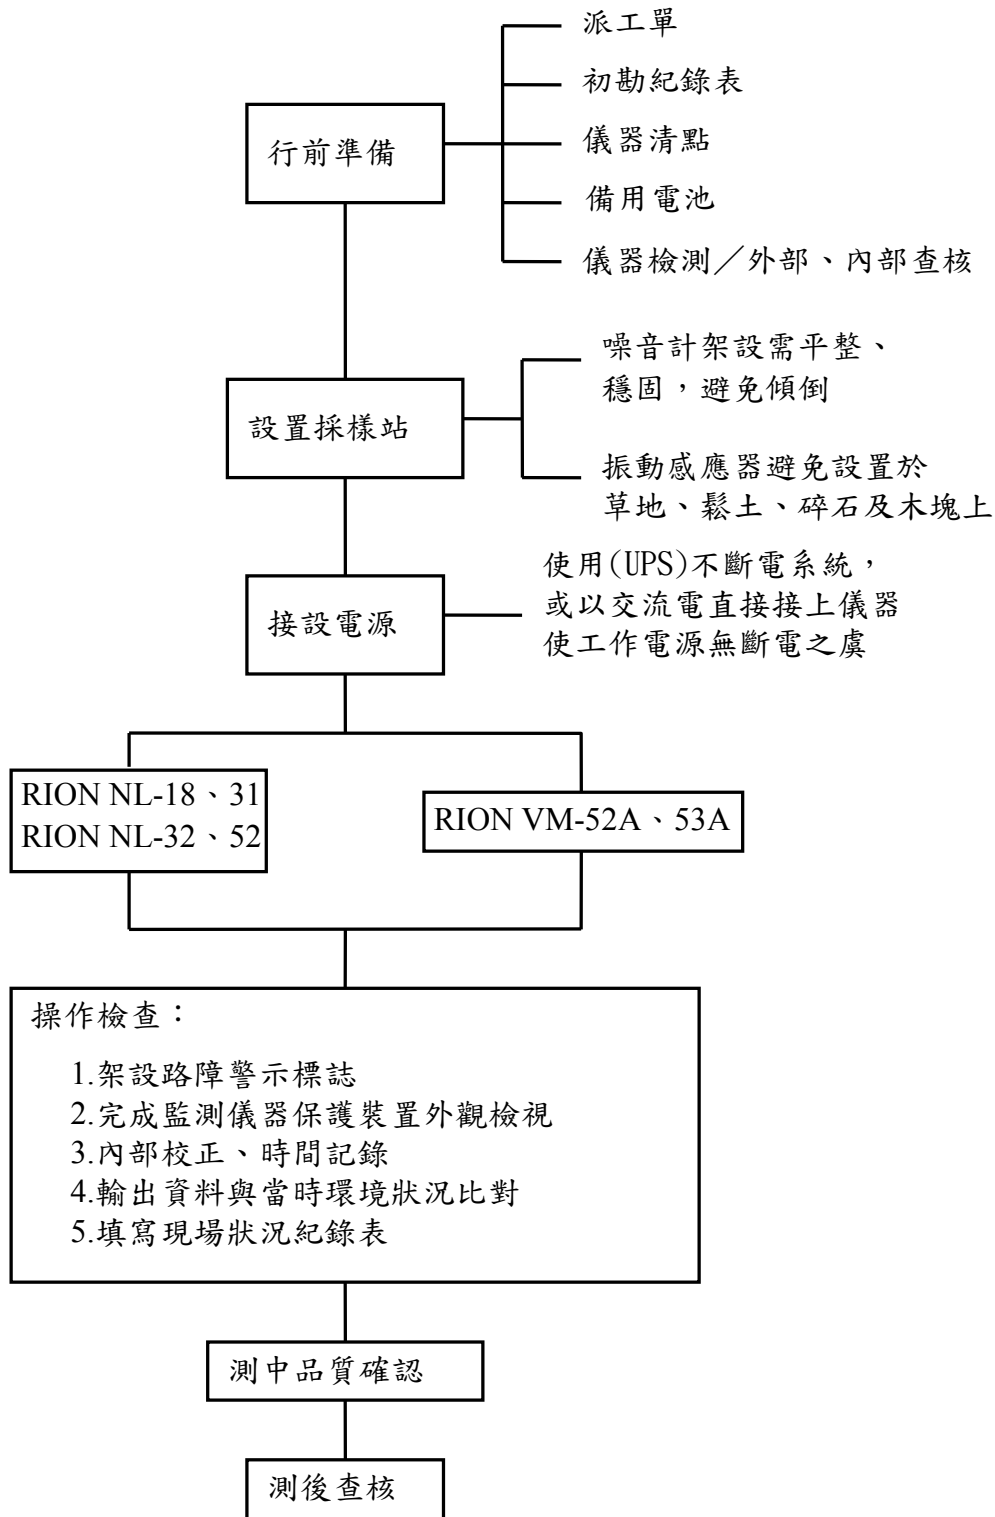 派工單
初勘紀錄表
行前準備
儀器清點
備用電池
儀器檢測／外部、內部查核
噪音計架設需平整、
穩固，避免傾倒
設置採樣站
振動感應器避免設置於
草地、鬆土、碎石及木塊上
使用(UPS)不斷電系統，
或以交流電直接接上儀器
使工作電源無斷電之虞
接設電源
RION NL-18、31
RION NL-32、52
RION VM-52A、53A
操作檢查：
1.架設路障警示標誌
2.完成監測儀器保護裝置外觀檢視
3.內部校正、時間記錄
4.輸出資料與當時環境狀況比對
5.填寫現場狀況紀錄表
測中品質確認
測後查核